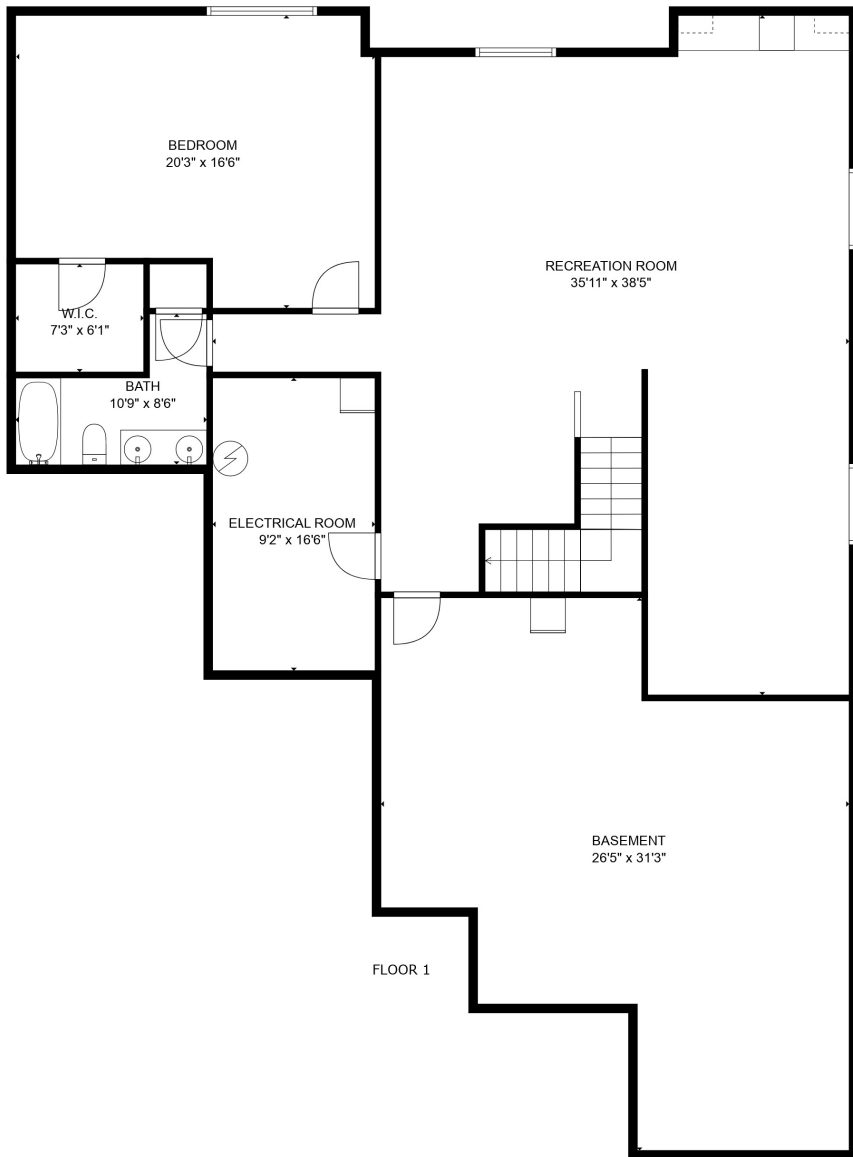 BEDROOM
20'3" x 16'6"
RECREATION ROOM
35'11" x 38'5"
W.I.C.
7'3" x 6'1"
BATH
10'9" x 8'6"
ELECTRICAL ROOM
9'2" x 16'6"
BASEMENT
26'5" x 31'3"
FLOOR 1